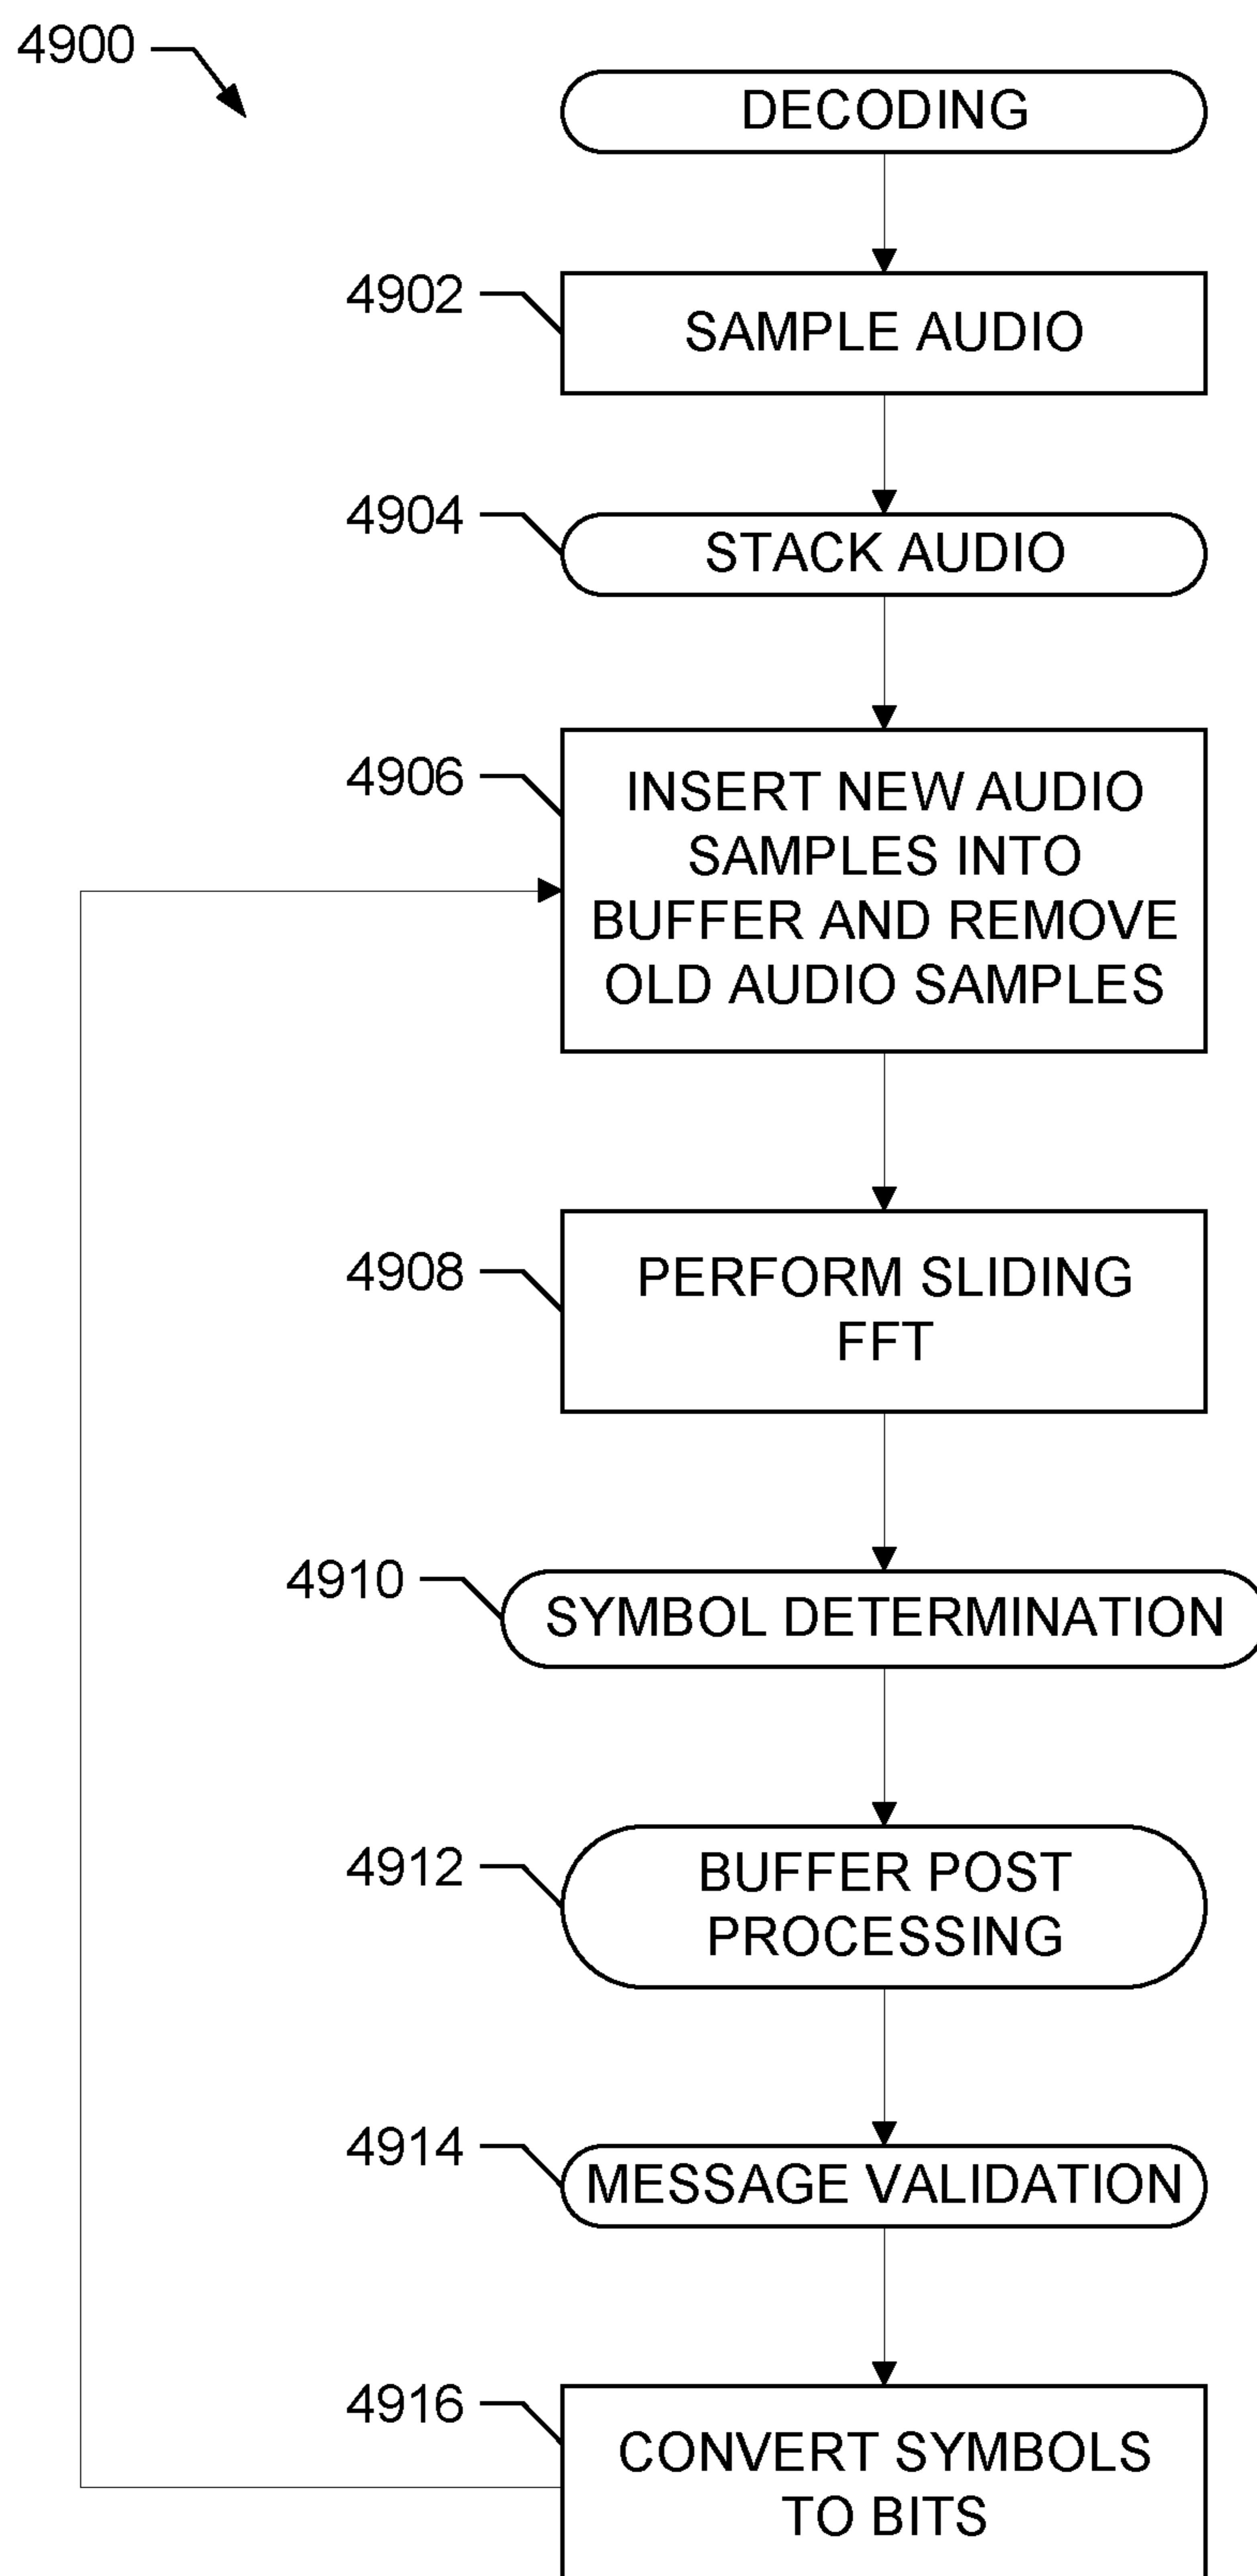 4900
DECODING
4902
SAMPLE AUDIO
4904
STACK AUDIO
4906
INSERT NEW AUDIO
SAMPLES INTO
BUFFER AND REMOVE
OLD AUDIO SAMPLES
4908
PERFORM SLIDING
FFT
4910
SYMBOL DETERMINATION
4912
BUFFER POST
PROCESSING
4914
MESSAGE VALIDATION
4916
CONVERT SYMBOLS
TO BITS